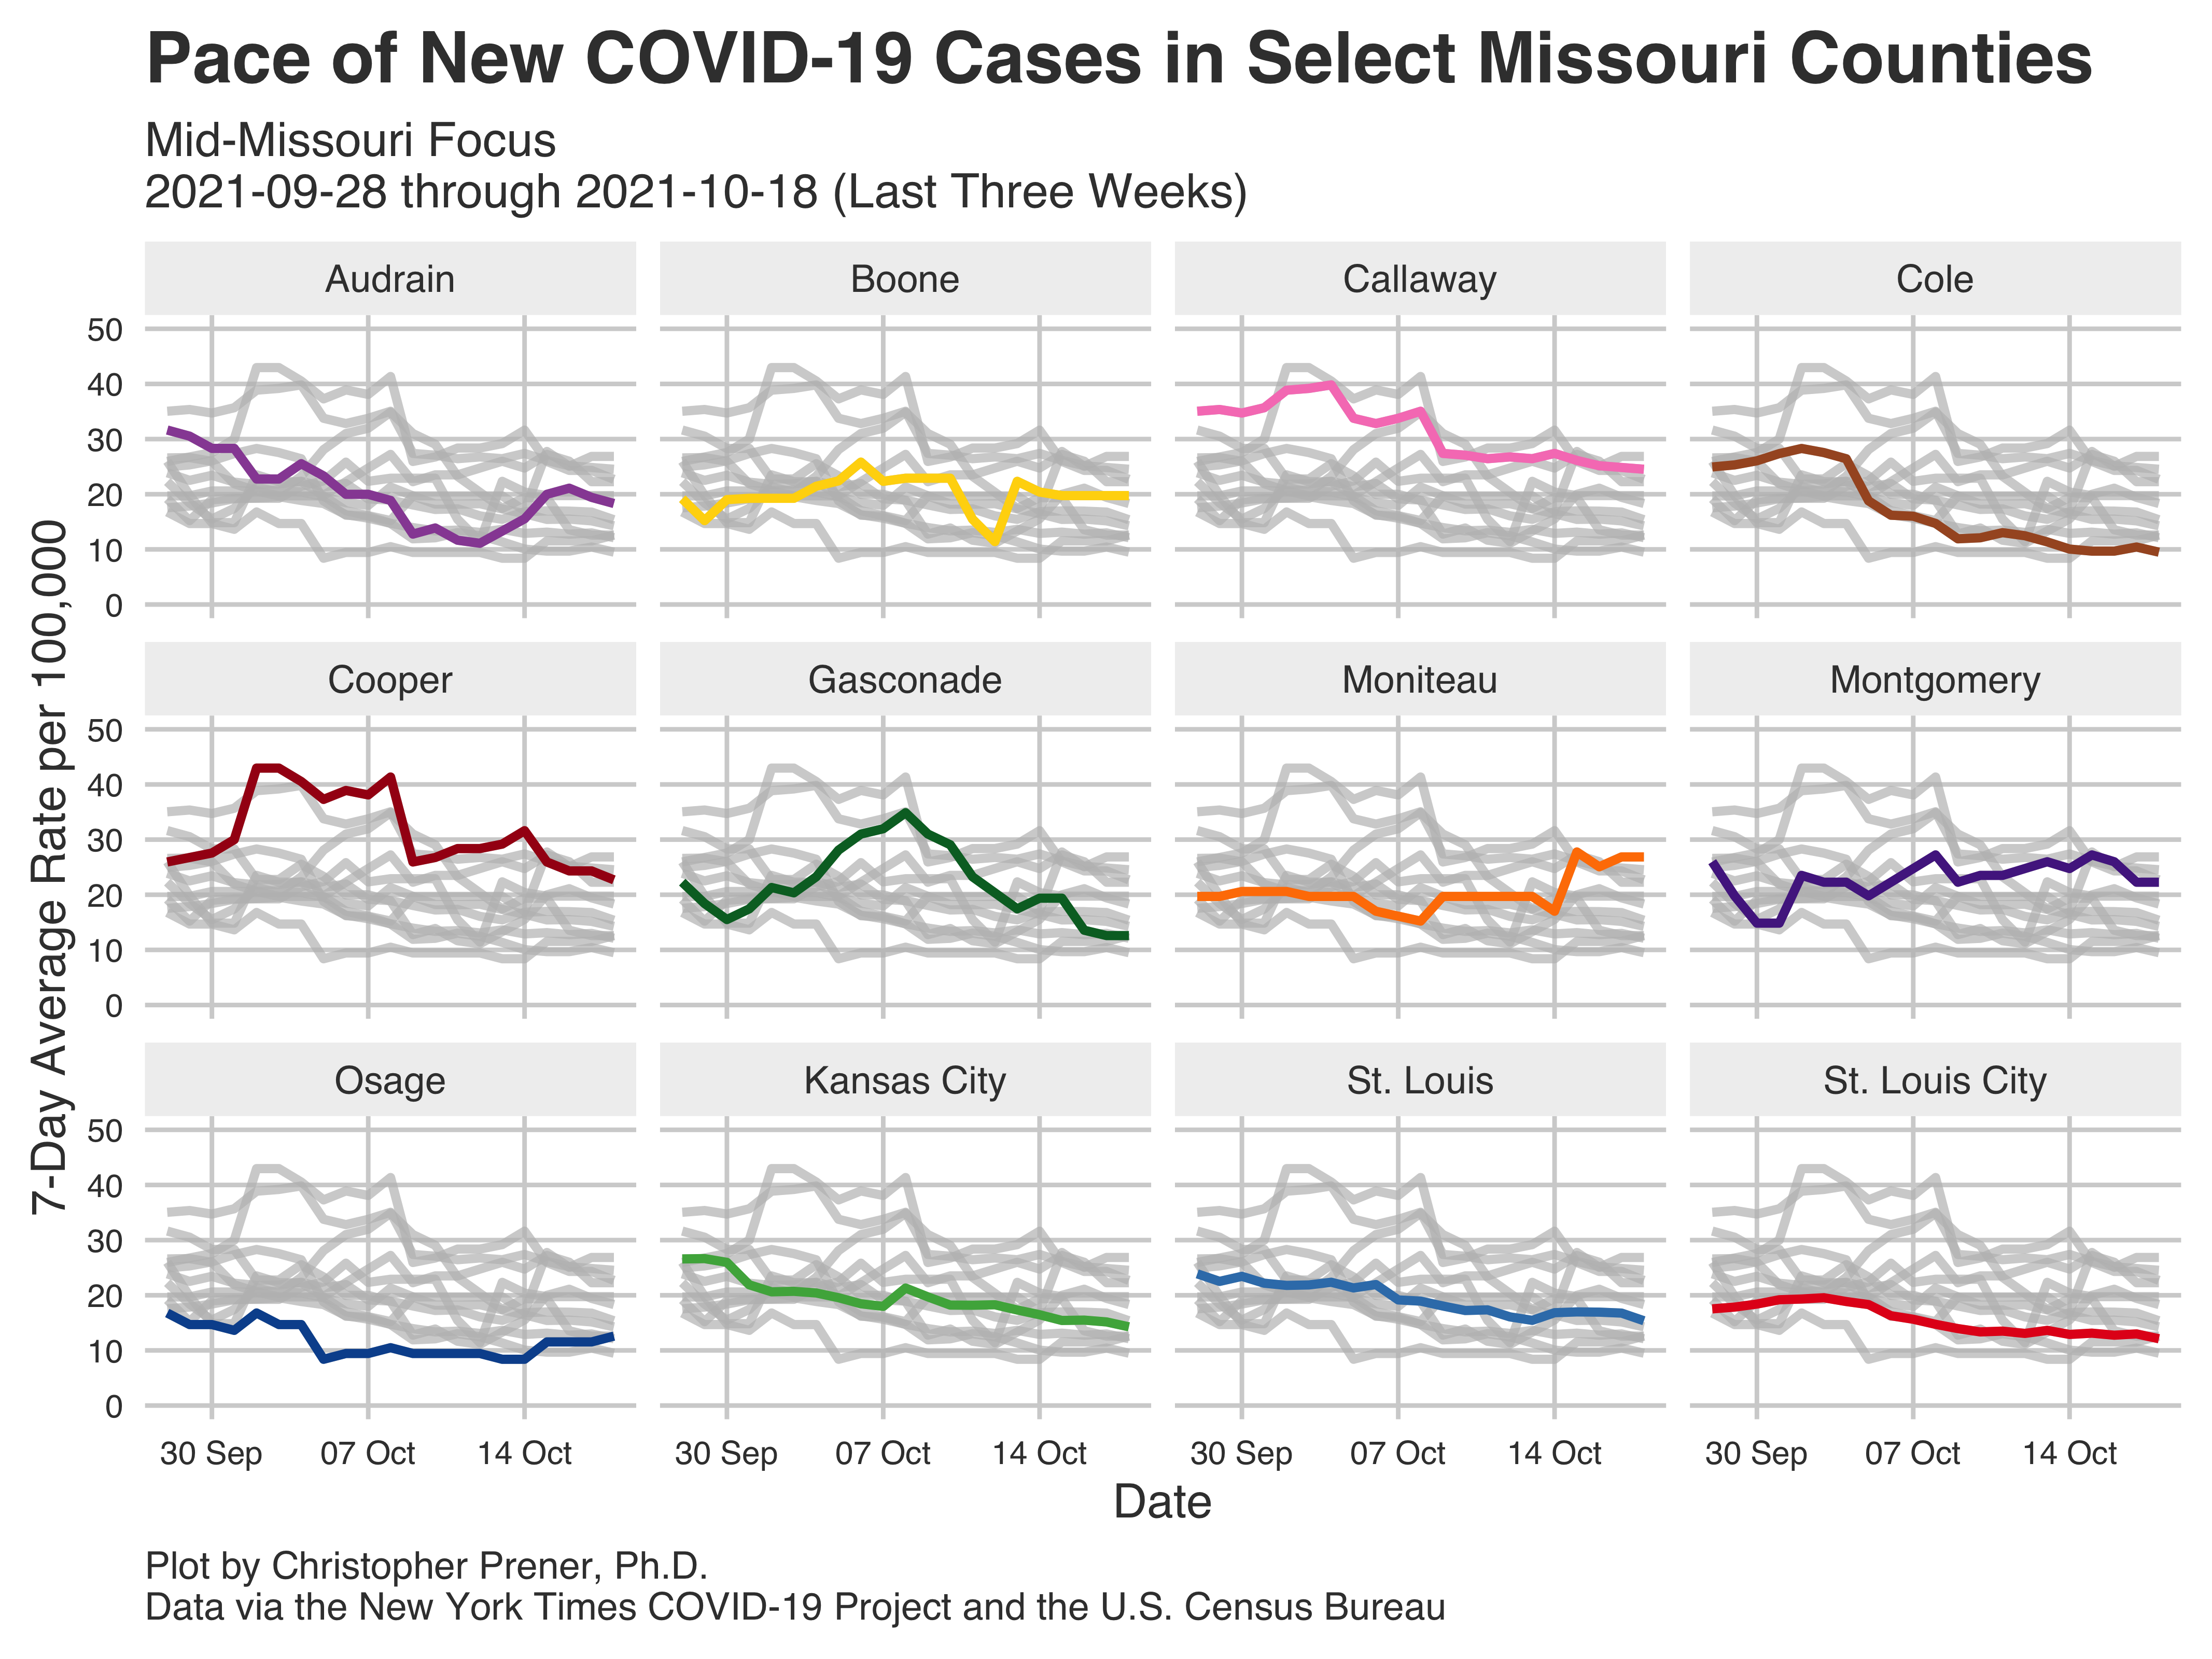 Pace of New COVID-19 Cases in Select Missouri Counties
Mid-Missouri Focus
2021-09-28 through 2021-10-18 (Last Three Weeks)
7-Day Average Rate per 100,000
Audrain
Boone
Callaway
Cole
50
40
30
20
10
0
Cooper
Gasconade
Moniteau
Montgomery
50
40
30
20
10
0
Osage
Kansas City
St. Louis
St. Louis City
50
40
30
20
10
0
30 Sep 07 Oct 14 Oct
30 Sep 07 Oct 14 Oct
30 Sep 07 Oct 14 Oct
30 Sep 07 Oct 14 Oct
Date
Plot by Christopher Prener, Ph.D.
Data via the New York Times COVID-19 Project and the U.S. Census Bureau